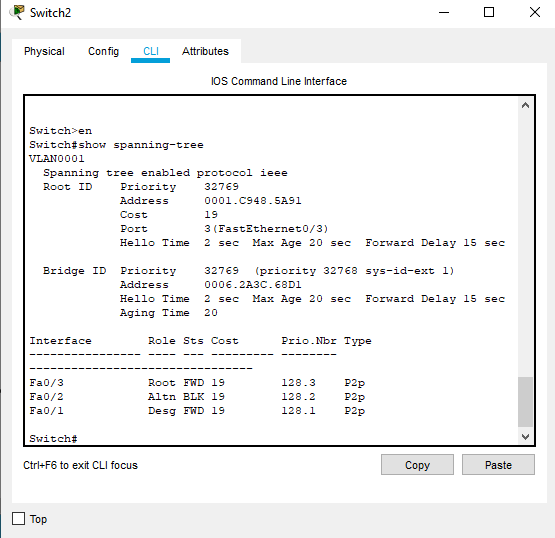 Switch2
Physical Config CLI Attributes
IOS Command Line Interface
Switch>en
Switch#show spanning-tree
VLAN0001
  Spanning tree enabled protocol ieee
  Root ID    Priority    32769
             Address     0001.C948.5A91
             Cost        19
             Port        3(FastEthernet0/3)
             Hello Time  2 sec  Max Age 20 sec  Forward Delay 15 sec
  Bridge ID  Priority    32769  (priority 32768 sys-id-ext 1)
             Address     0006.2A3C.68D1
             Hello Time  2 sec  Max Age 20 sec  Forward Delay 15 sec
             Aging Time  20
Interface        Role Sts Cost      Prio.Nbr Type
---------------- ---- --- --------- --------
--------------------------------
Fa0/3            Root FWD 19        128.3    P2p
Fa0/2            Altn BLK 19        128.2    P2p
Fa0/1            Desg FWD 19        128.1    P2p
Switch#
Ctrl+F6 to exit CLI focus
Copy Paste
Top